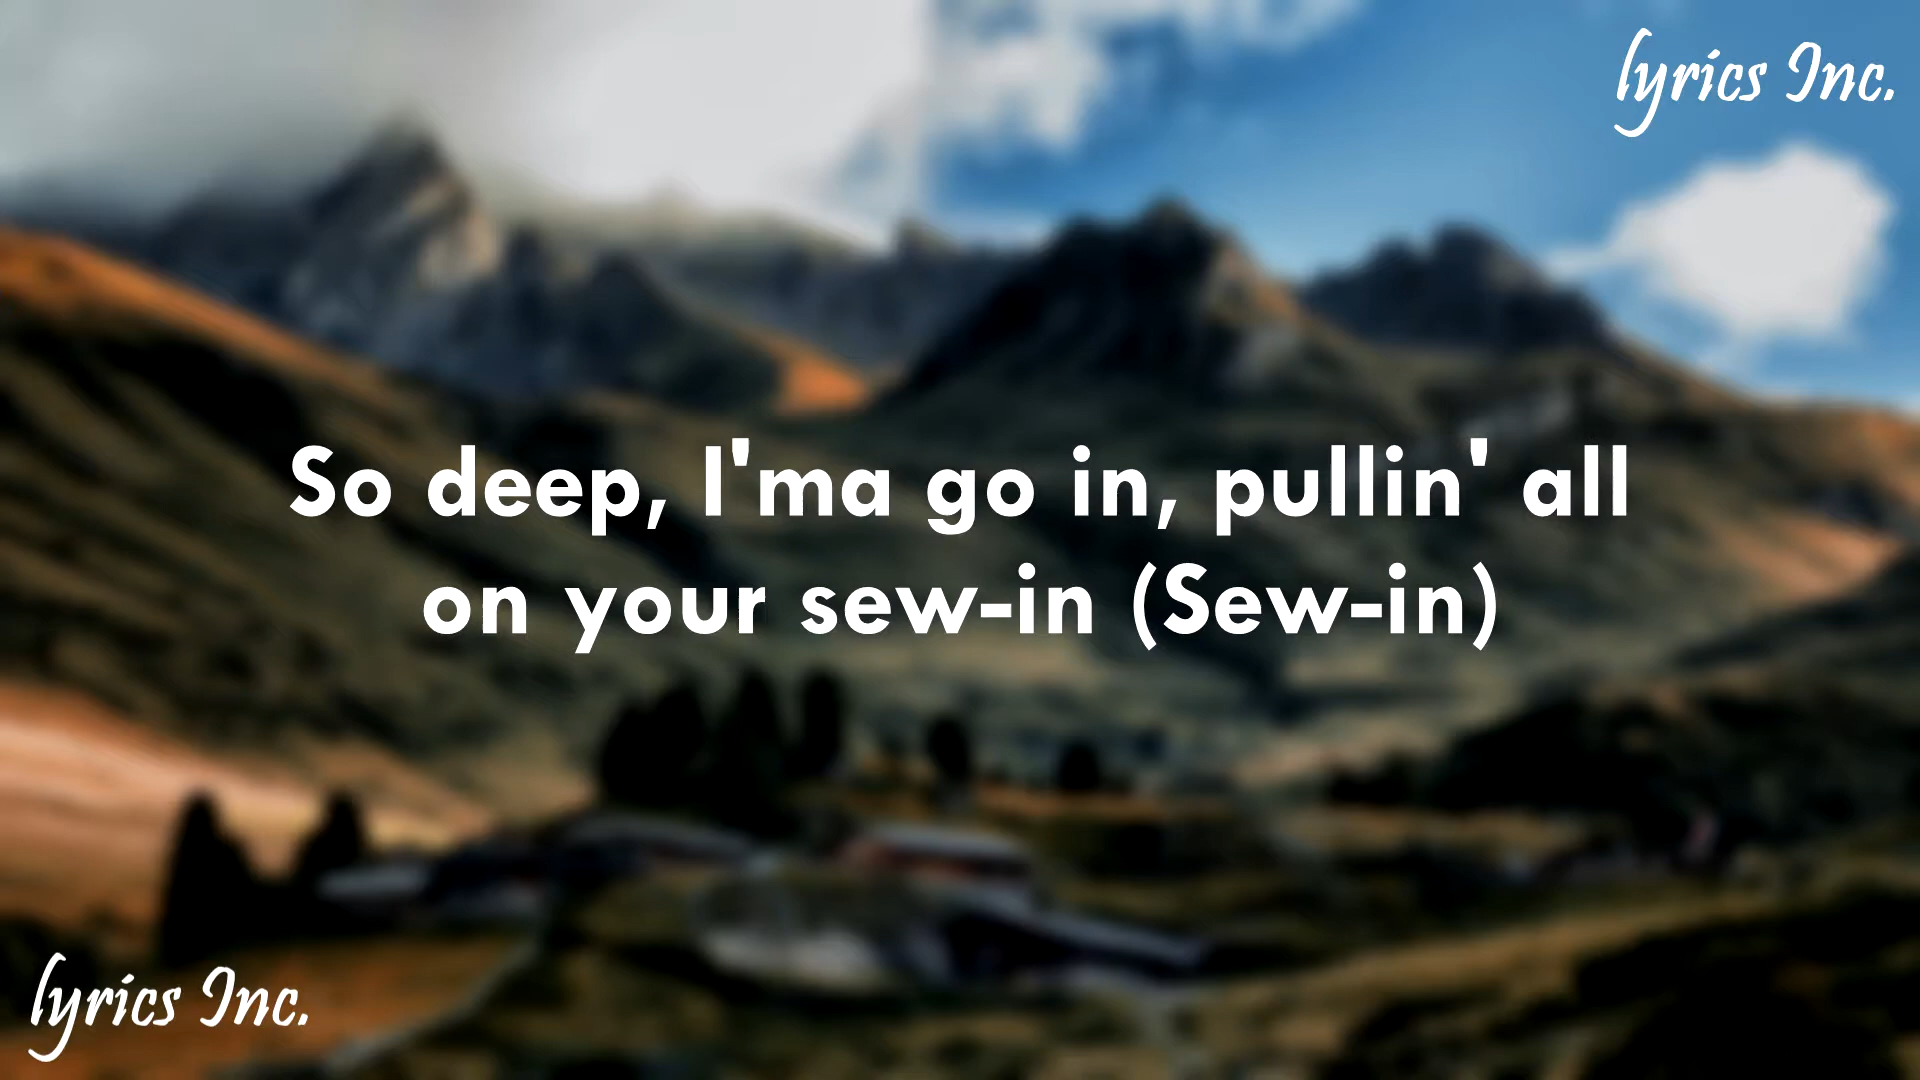 lyrics Inc.
So deep, I'ma go in, pullin' all
on your sew-in (Sew-in)
lyrics Inc.